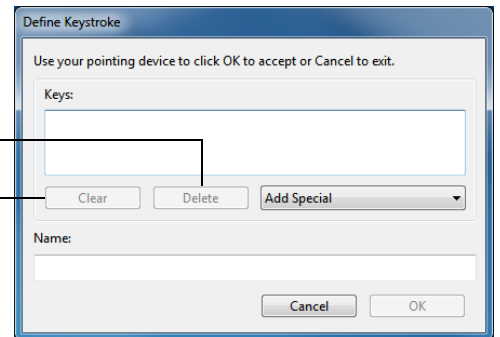 Define Keystroke
Use your pointing device to click OK to accept or Cancel to exit.
Keys:
Clear Delete Add Special
Name:
Cancel OK